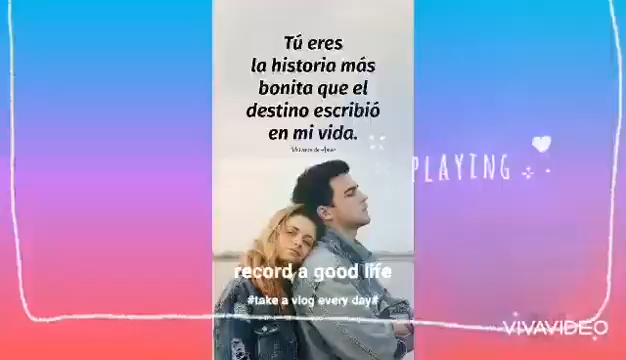 Tú eres
la historia más
bonita que el
destino escribió
en mi vida.
PLAYING
record a good life
#take a vlog every day#
VIVAVIDEO